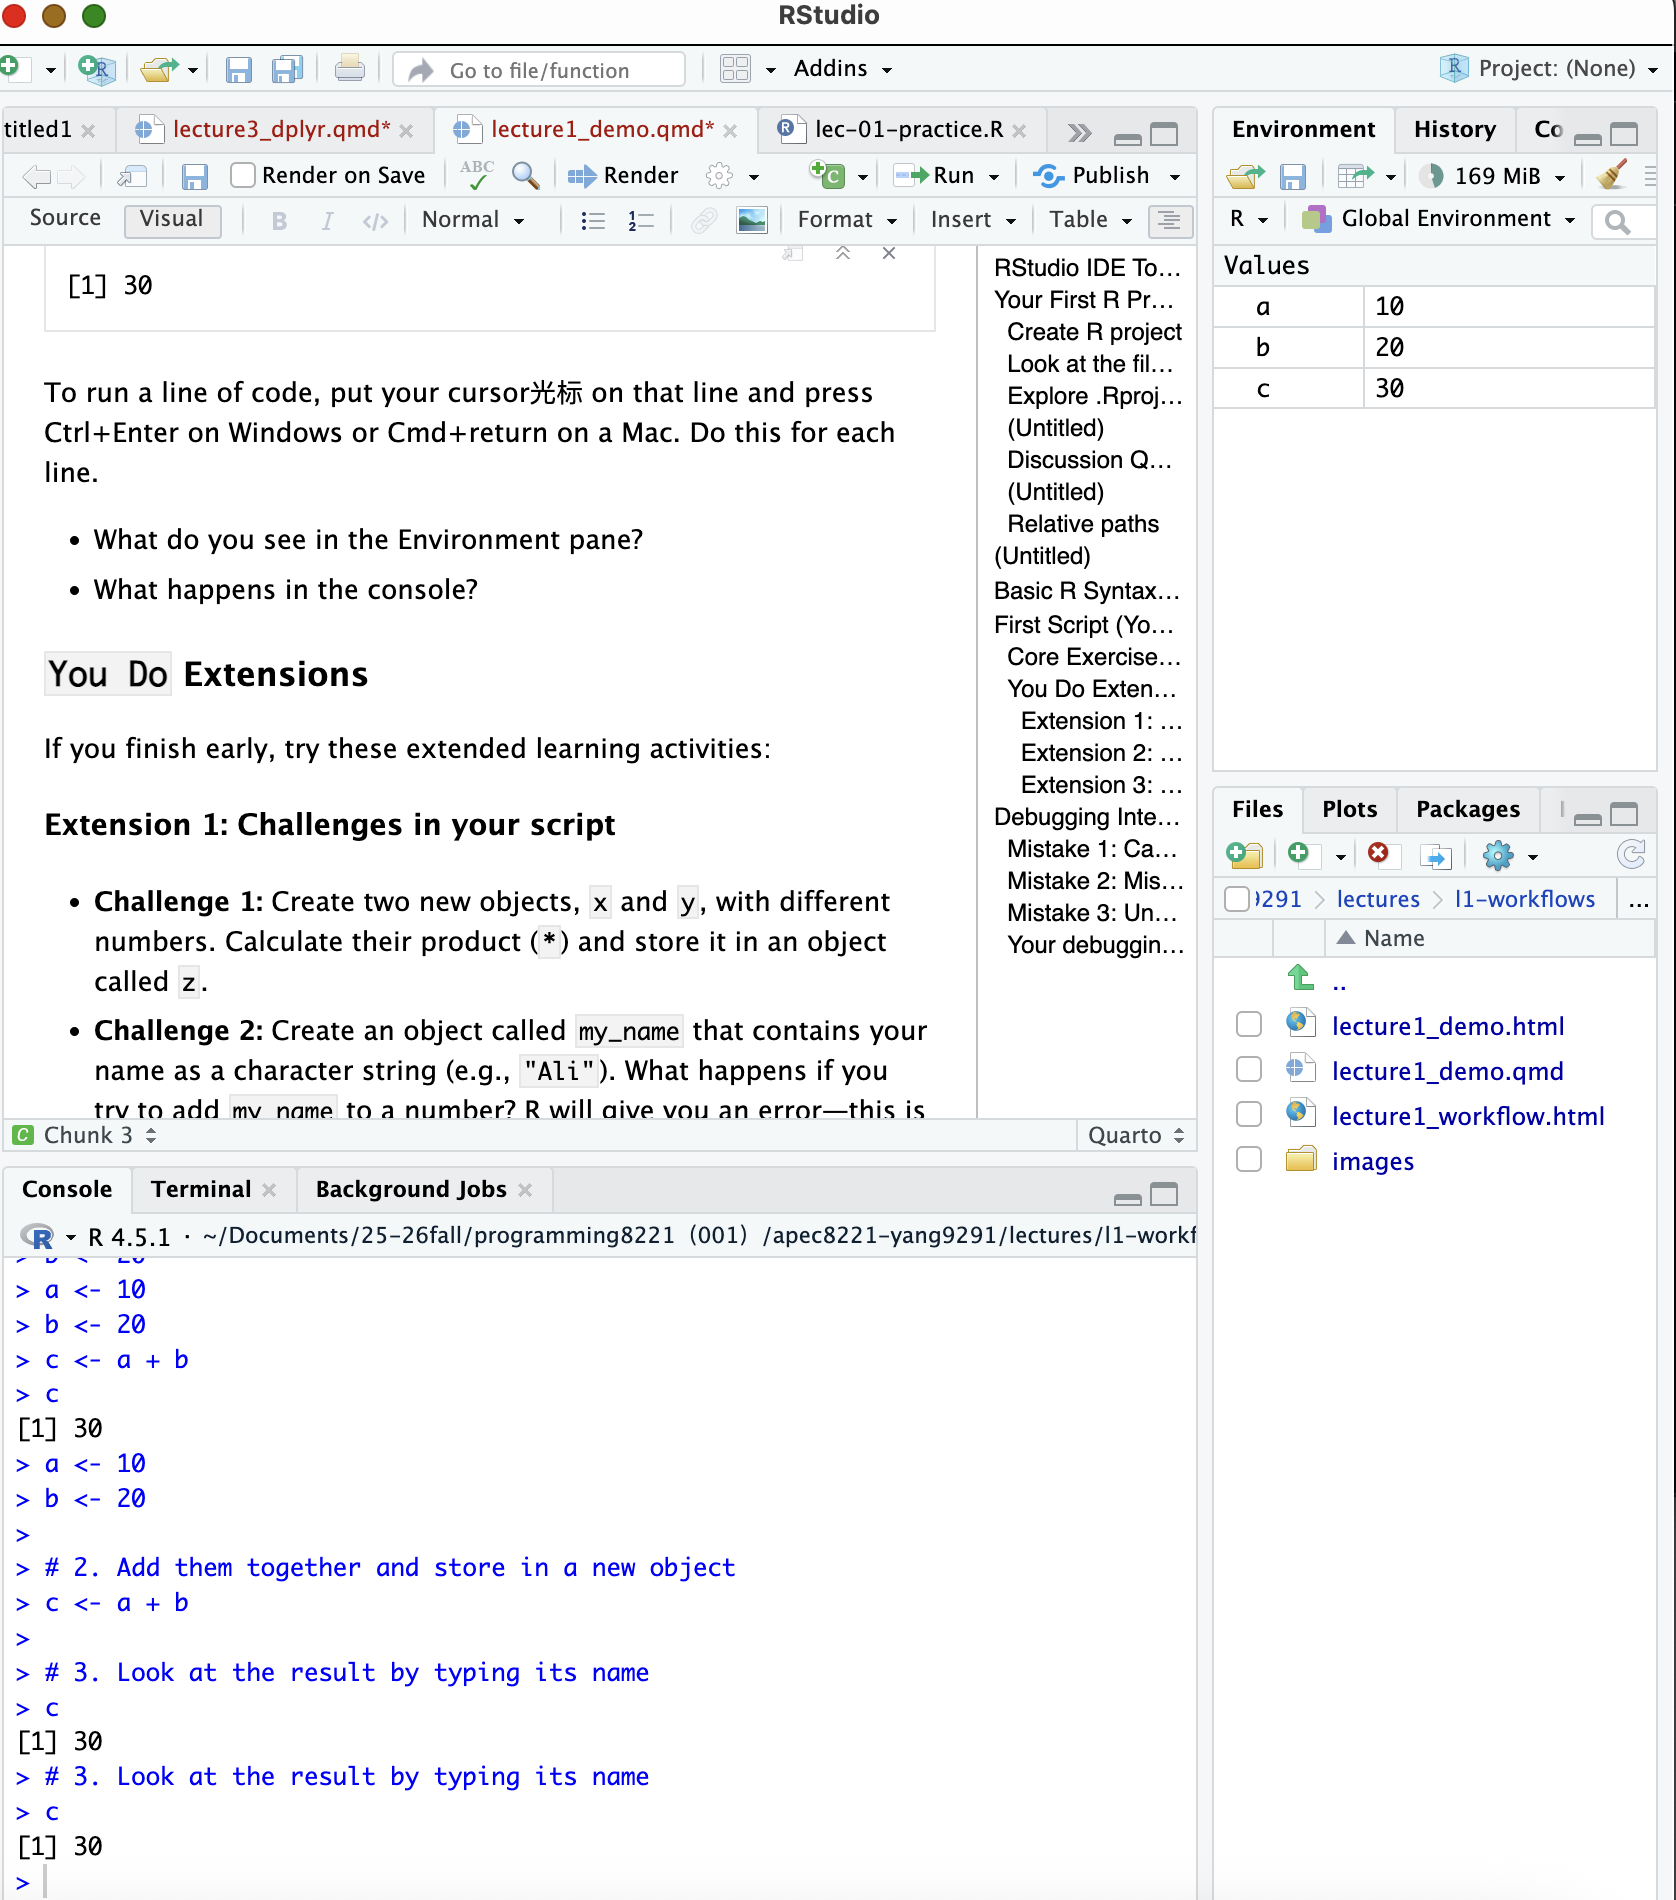 RStudio
Go to file/function
Addins
Project: (None)
titled1
lecture3_dplyr.qmd*
lecture1_demo.qmd*
lec-01-practice.R
Render on Save
ABC
Render
Run
Publish
Source
Visual
B
I
</>
Normal
Format
Insert
Table
[1] 30
To run a line of code, put your cursor光标 on that line and press
Ctrl+Enter on Windows or Cmd+return on a Mac. Do this for each
line.
• What do you see in the Environment pane?
• What happens in the console?
You Do Extensions
If you finish early, try these extended learning activities:
Extension 1: Challenges in your script
• Challenge 1: Create two new objects, x and y, with different
numbers. Calculate their product (*) and store it in an object
called z.
• Challenge 2: Create an object called my_name that contains your
name as a character string (e.g., "Ali"). What happens if you
try to add my_name to a number? R will give you an error—this is
RStudio IDE To...
Your First R Pr...
Create R project
Look at the fil...
Explore .Rproj...
(Untitled)
Discussion Q...
(Untitled)
Relative paths
(Untitled)
Basic R Syntax...
First Script (Yo...
Core Exercise...
You Do Exten...
Extension 1: ...
Extension 2: ...
Extension 3: ...
Debugging Inte...
Mistake 1: Ca...
Mistake 2: Mis...
Mistake 3: Un...
Your debuggin...
C Chunk 3
Quarto
Console
Terminal
Background Jobs
R 4.5.1 · ~/Documents/25-26fall/programming8221 (001) /apec8221-yang9291/lectures/l1-workf
> b <- 20
> a <- 10
> b <- 20
> c <- a + b
> c
[1] 30
> a <- 10
> b <- 20
>
> # 2. Add them together and store in a new object
> c <- a + b
>
> # 3. Look at the result by typing its name
> c
[1] 30
> # 3. Look at the result by typing its name
> c
[1] 30
>
Environment
History
Co
169 MiB
R
Global Environment
Values
a 10
b 20
c 30
Files
Plots
Packages
9291 > lectures > l1-workflows ...
Name
..
lecture1_demo.html
lecture1_demo.qmd
lecture1_workflow.html
images